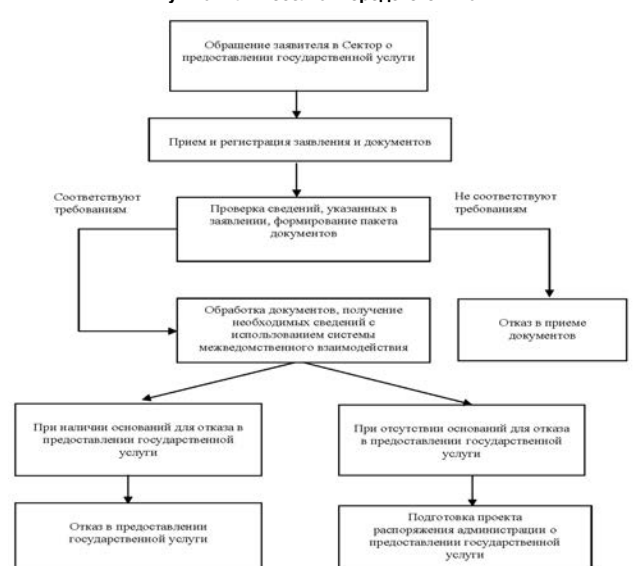 Обращение заявителя в Сектор о
предоставлении государственной услуги
Прием и регистрация заявления и документов
Соответствуют
требованиям
Не соответствуют
требованиям
Проверка сведений, указанных в
заявлении, формирование пакета
документов
Обработка документов, получение
необходимых сведений с
использованием системы
межведомственного взаимодействия
Отказ в приеме
документов
При наличии оснований для отказа в
предоставлении государственной
услуги
При отсутствии оснований для отказа
в предоставлении государственной
услуги
Отказ в предоставлении
государственной услуги
Подготовка проекта
распоряжения администрации о
предоставлении государственной
услуги